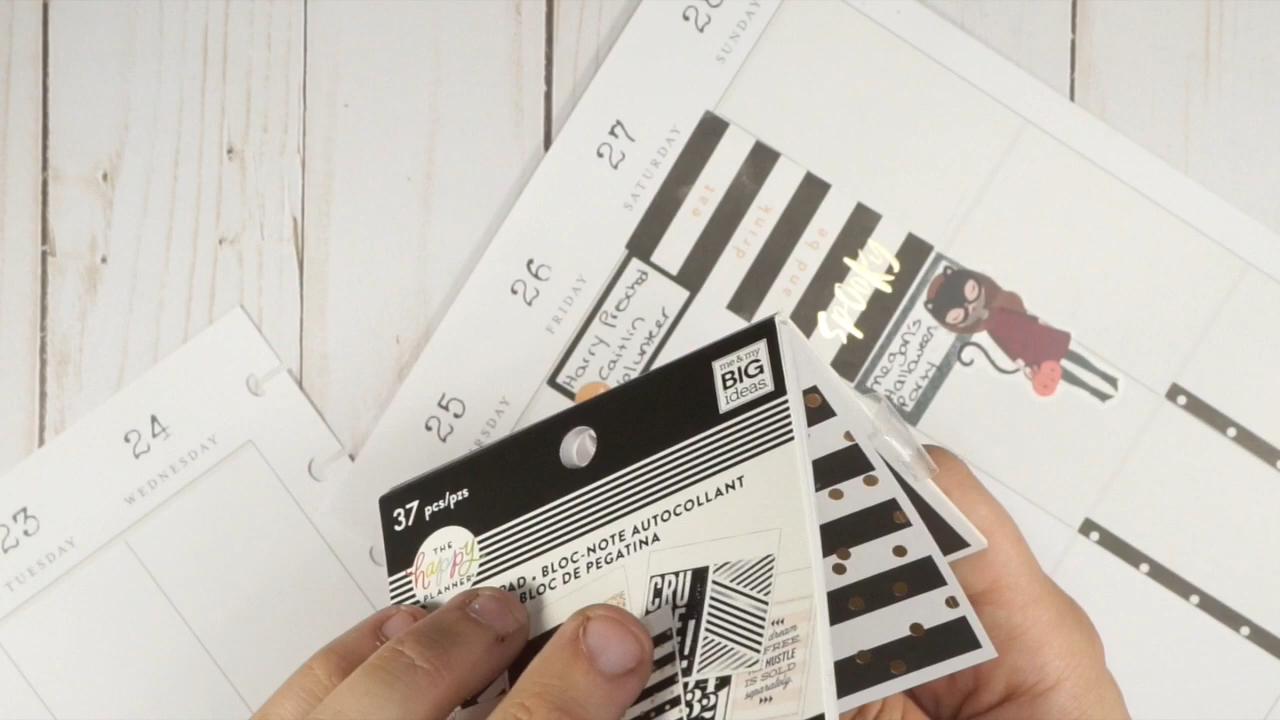 SUNDAY
27
SATURDAY
eat
drink
and be
spooky
26
FRIDAY
Harry Preschool
Caitlin
Volunteer
megan's
Halloween
party
25
24
WEDNESDAY
23
TUESDAY
me & my
BIG
ideas.
37 pcs/pzs
THE
happy
PLANNER
PAD • BLOC-NOTE AUTOCOLLANT
BLOC DE PEGATINA
dream
FREE
HUSTLE
IS SOLD
separately.